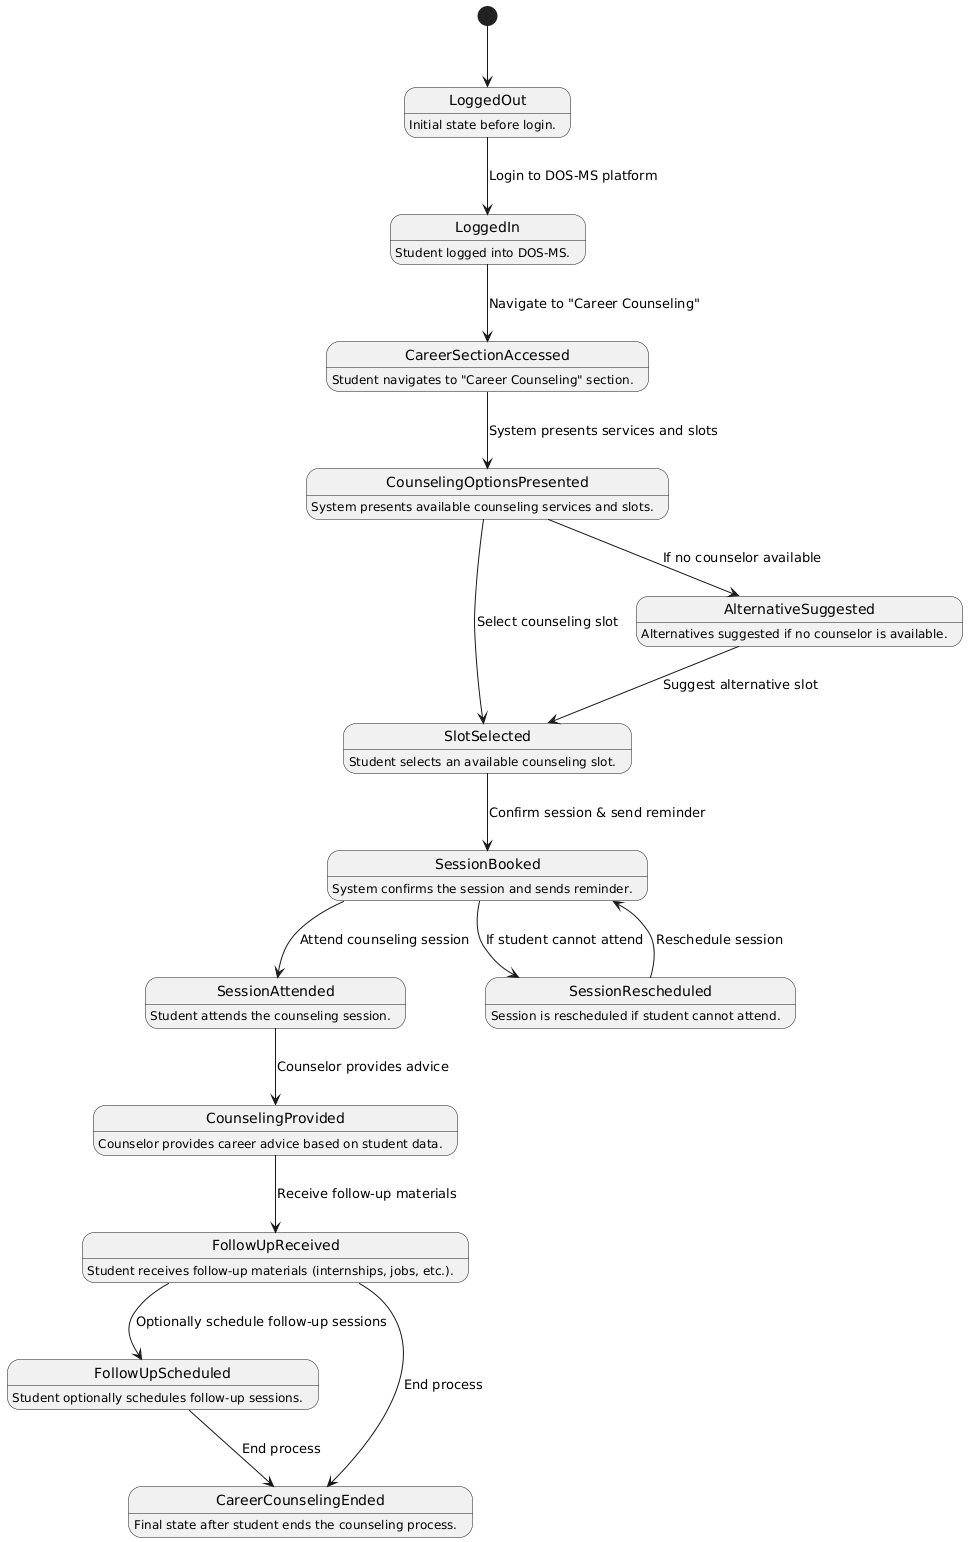 LoggedOut
Initial state before login.
Login to DOS-MS platform
LoggedIn
Student logged into DOS-MS.
Navigate to "Career Counseling"
CareerSectionAccessed
Student navigates to "Career Counseling" section.
System presents services and slots
CounselingOptionsPresented
System presents available counseling services and slots.
If no counselor available
AlternativeSuggested
Alternatives suggested if no counselor is available.
Select counseling slot
Suggest alternative slot
SlotSelected
Student selects an available counseling slot.
Confirm session & send reminder
SessionBooked
System confirms the session and sends reminder.
Attend counseling session
If student cannot attend
Reschedule session
SessionAttended
Student attends the counseling session.
SessionRescheduled
Session is rescheduled if student cannot attend.
Counselor provides advice
CounselingProvided
Counselor provides career advice based on student data.
Receive follow-up materials
FollowUpReceived
Student receives follow-up materials (internships, jobs, etc.).
Optionally schedule follow-up sessions
FollowUpScheduled
Student optionally schedules follow-up sessions.
End process
End process
CareerCounselingEnded
Final state after student ends the counseling process.